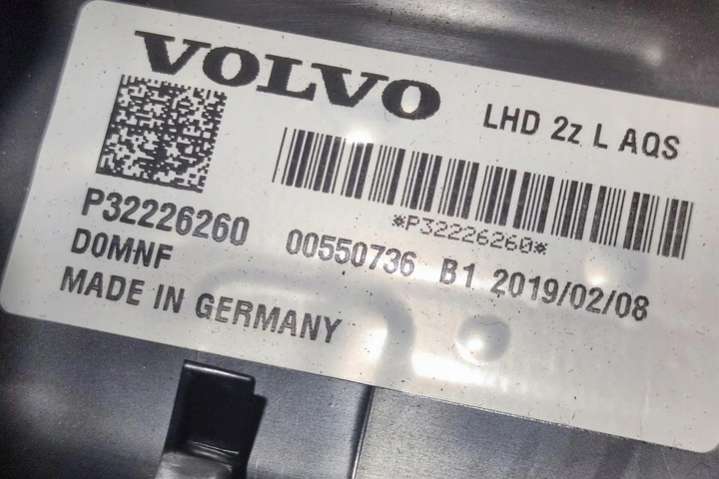 VOLVO
LHD 2z L AQS
*P32226260*
P32226260
D0MNF
00550736 B1 2019/02/08
MADE IN GERMANY